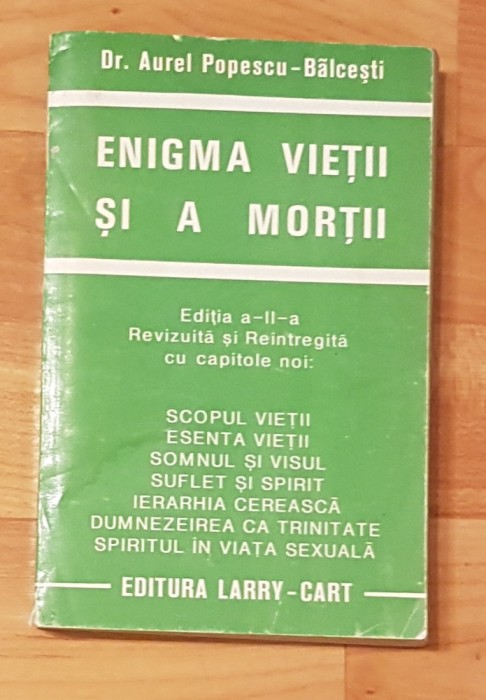 Dr. Aurel Popescu-Bălcești
ENIGMA VIEȚII
ȘI A MORȚII
Ediția a-II-a
Revizuită și Reintregită
cu capitole noi:
SCOPUL VIEȚII
ESENTA VIEȚII
SOMNUL ȘI VISUL
SUFLET ȘI SPIRIT
IERARHIA CEREASCĂ
DUMNEZEIREA CA TRINITATE
SPIRITUL ÎN VIAȚA SEXUALĂ
EDITURA LARRY-CART